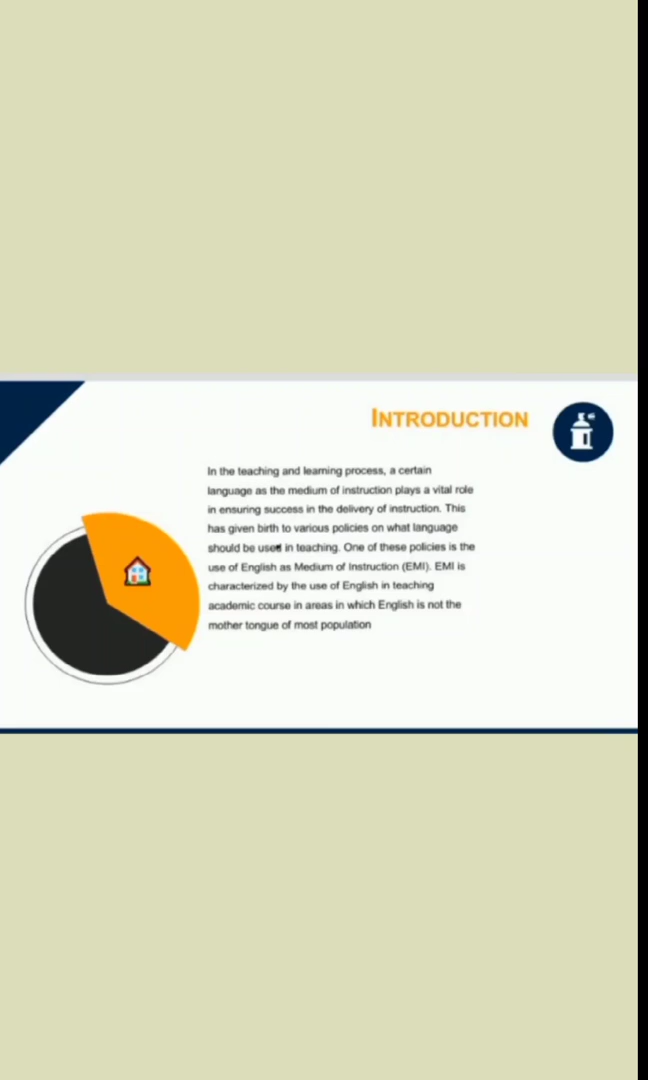 INTRODUCTION
In the teaching and learning process, a certain
language as the medium of instruction plays a vital role
in ensuring success in the delivery of instruction. This
has given birth to various policies on what language
should be used in teaching. One of these policies is the
use of English as Medium of Instruction (EMI). EMI is
characterized by the use of English in teaching
academic course in areas in which English is not the
mother tongue of most population